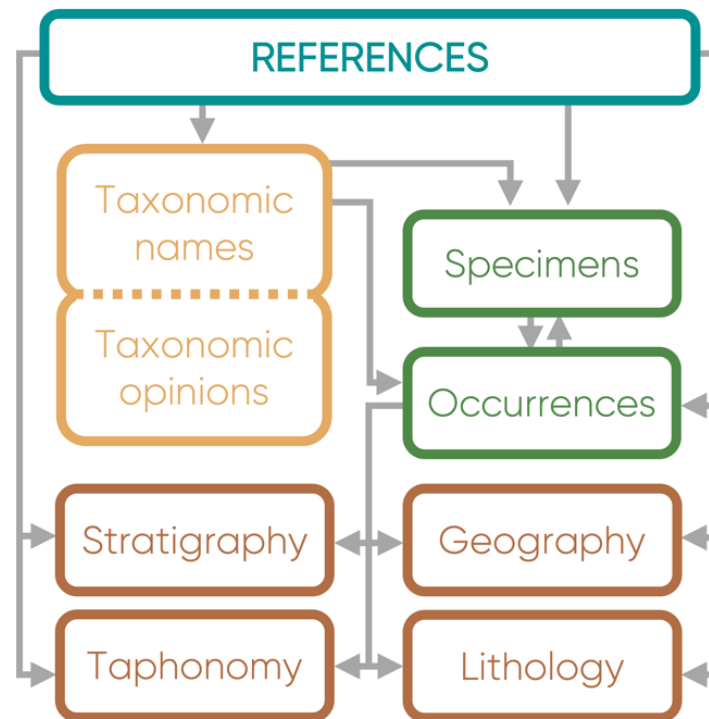 REFERENCES
Taxonomic
names
Taxonomic
opinions
Specimens
Occurrences
Stratigraphy
Geography
Taphonomy
Lithology